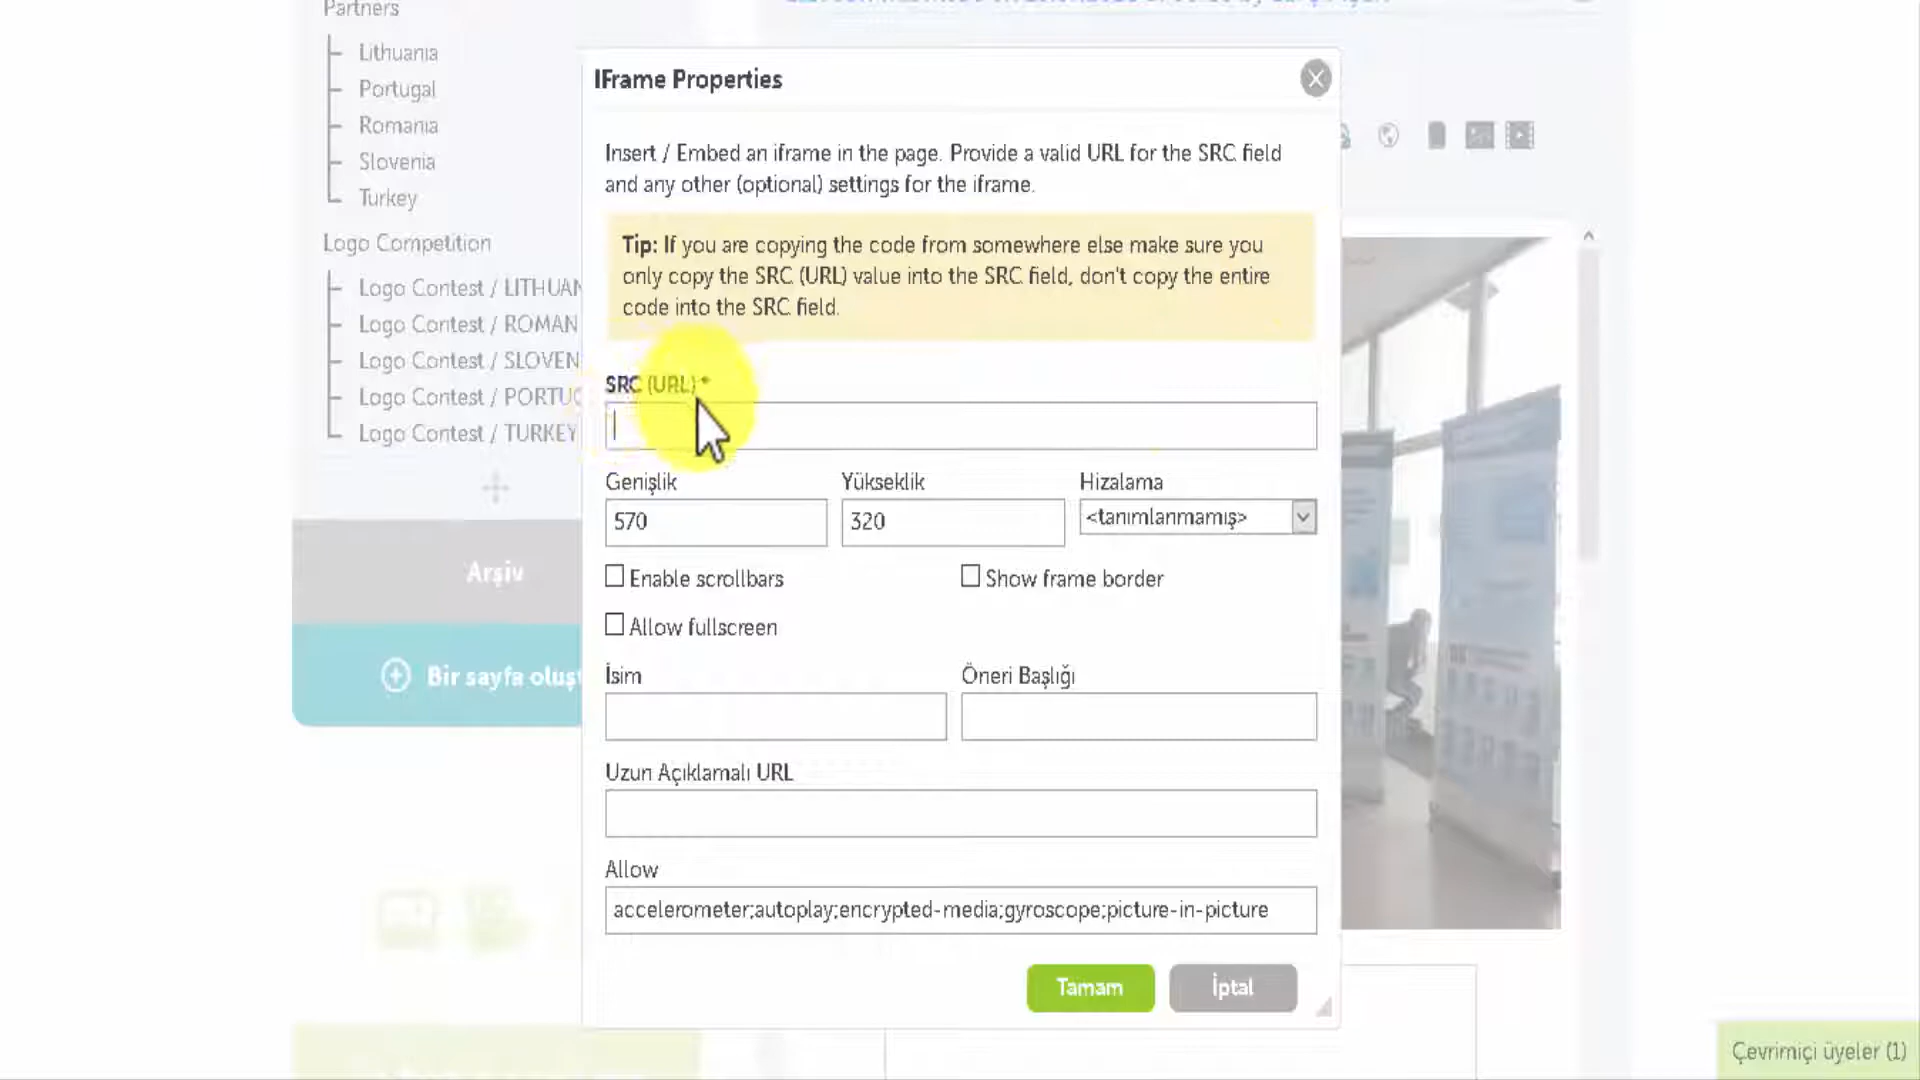 Partners
Lithuania
Portugal
Romania
Slovenia
Turkey
Logo Competition
Logo Contest / LITHUAN
Logo Contest / ROMAN
Logo Contest / SLOVEN
Logo Contest / PORTUG
Logo Contest / TURKEY
Arşiv
Bir sayfa oluşt
IFrame Properties
Insert / Embed an iframe in the page. Provide a valid URL for the SRC field
and any other (optional) settings for the iframe.
Tip: If you are copying the code from somewhere else make sure you
only copy the SRC (URL) value into the SRC field, don't copy the entire
code into the SRC field.
SRC (URL) *
Genişlik Yükseklik Hizalama
570 320 <tanımlanmamış>
Enable scrollbars Show frame border
Allow fullscreen
İsim Öneri Başlığı
Uzun Açıklamalı URL
Allow
accelerometer;autoplay;encrypted-media;gyroscope;picture-in-picture
Tamam İptal
Çevrimiçi üyeler (1)